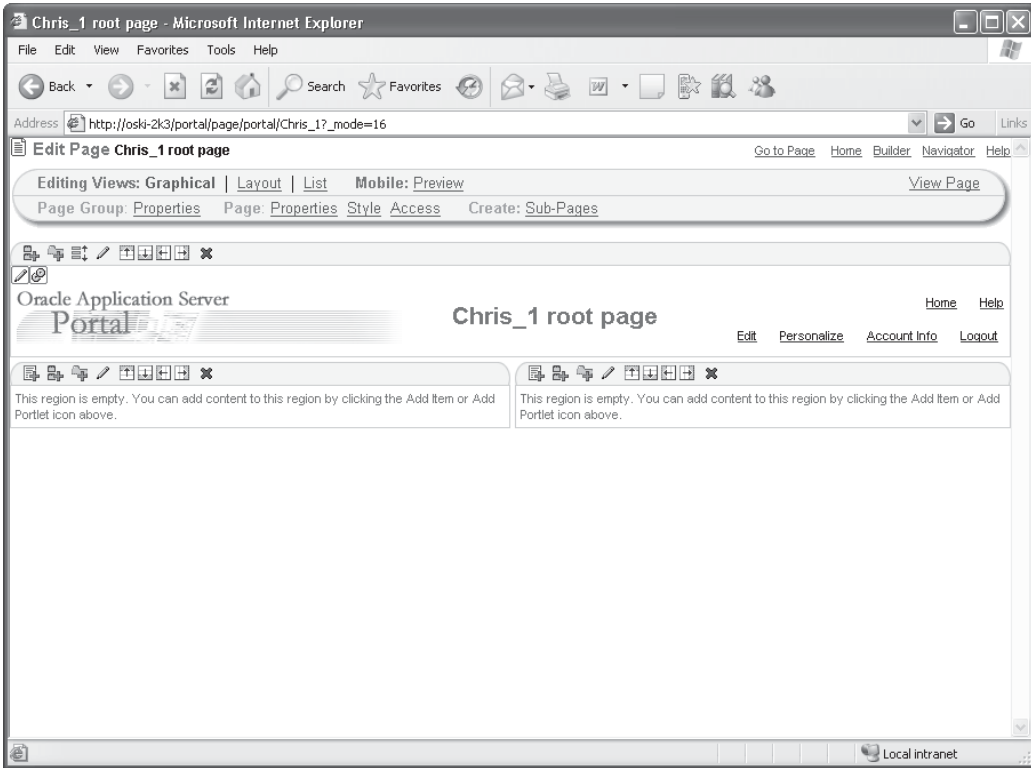 Chris_1 root page - Microsoft Internet Explorer
File Edit View Favorites Tools Help
Back Search Favorites
Address http://oski-2k3/portal/page/portal/Chris_1?_mode=16 Go Links
Edit Page Chris_1 root page Go to Page Home Builder Navigator Help
Editing Views: Graphical | Layout | List Mobile: Preview View Page
Page Group: Properties Page: Properties Style Access Create: Sub-Pages
Oracle Application Server
Portal
Chris_1 root page
Home Help
Edit Personalize Account Info Logout
This region is empty. You can add content to this region by clicking the Add Item or Add
Portlet icon above.
This region is empty. You can add content to this region by clicking the Add Item or Add
Portlet icon above.
Local intranet